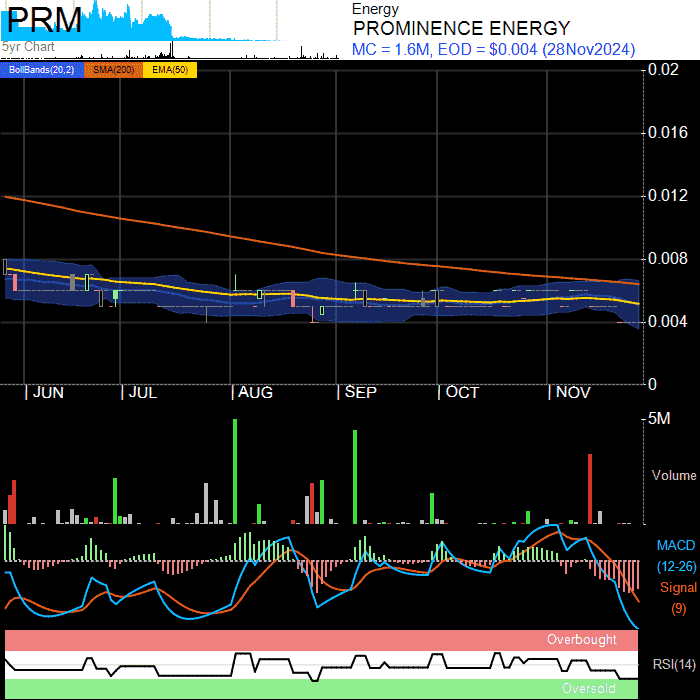 PRM
5yr Chart
Energy
PROMINENCE ENERGY
MC = 1.6M, EOD = $0.004 (28Nov2024)
BollBands(20,2) SMA(200) EMA(50)
0.02
0.016
0.012
0.008
0.004
0
JUN JUL AUG SEP OCT NOV
5M
Volume
MACD
(12-26)
Signal
(9)
Overbought
RSI(14)
Oversold